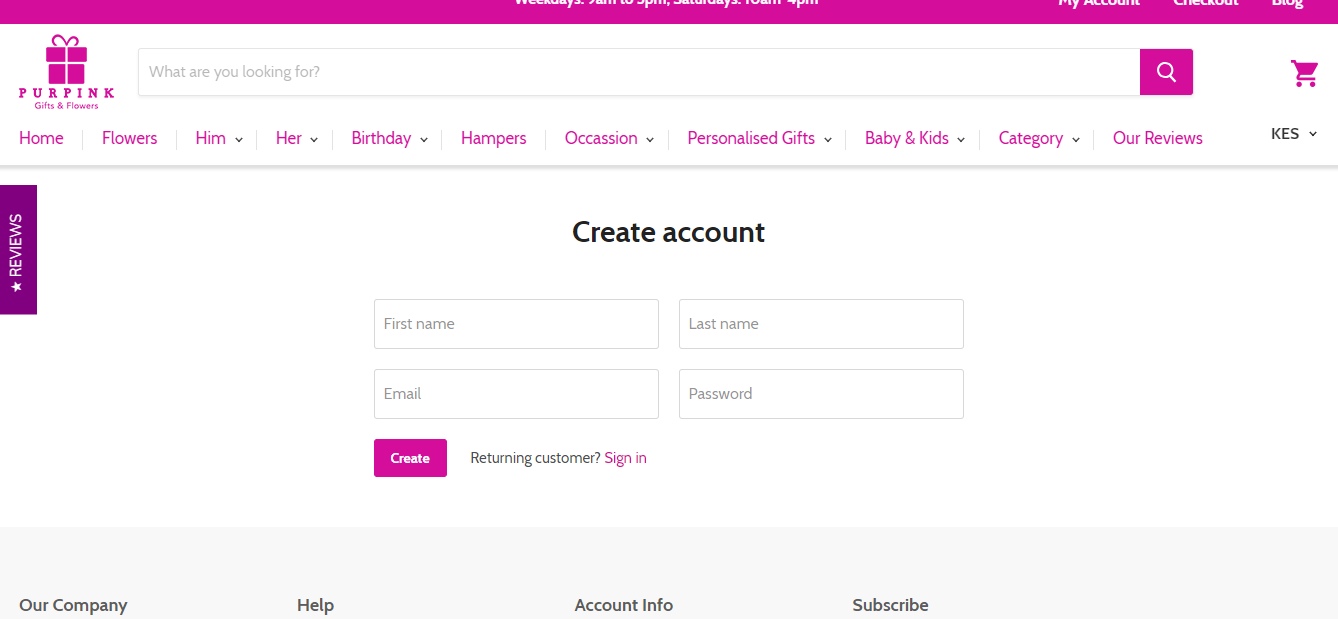 Weekdays: 9am to 5pm, Saturdays: 10am-4pm
My Account Checkout Blog
PURPINK
Gifts & Flowers
What are you looking for?
Home Flowers Him Her Birthday Hampers Occassion Personalised Gifts Baby & Kids Category Our Reviews KES
★ REVIEWS
Create account
First name Last name
Email Password
Create Returning customer? Sign in
Our Company Help Account Info Subscribe